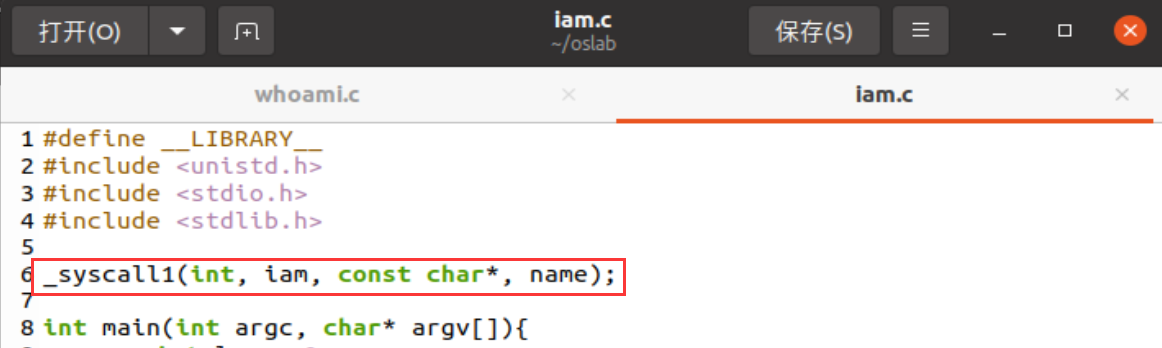 打开(O)
iam.c
~/oslab
保存(S)
whoami.c
iam.c
1 #define __LIBRARY__
2 #include <unistd.h>
3 #include <stdio.h>
4 #include <stdlib.h>
5
6 _syscall1(int, iam, const char*, name);
7
8 int main(int argc, char* argv[]){